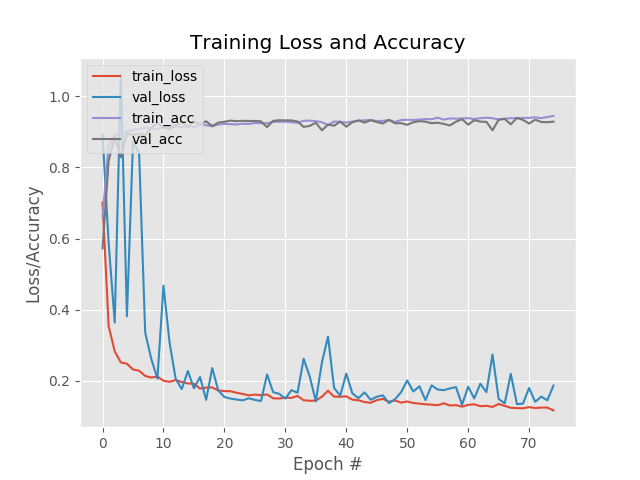 Training Loss and Accuracy
train_loss
val_loss
train_acc
val_acc
1.0
0.8
0.6
0.4
0.2
Loss/Accuracy
0 10 20 30 40 50 60 70
Epoch #